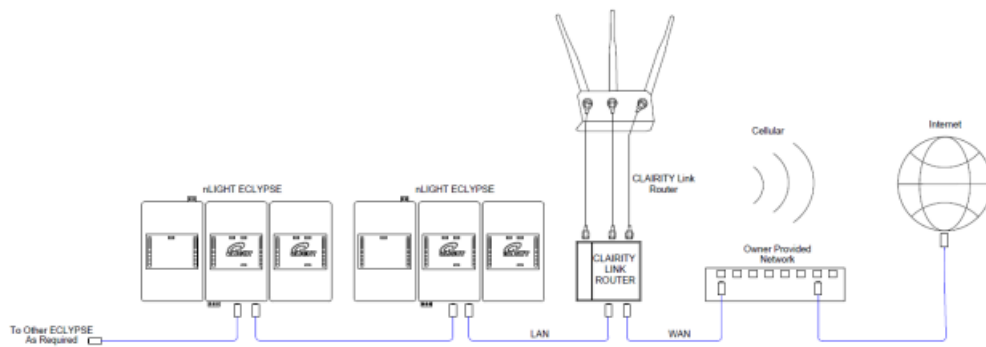 Cellular
Internet
nLIGHT ECLYPSE
nLIGHT ECLYPSE
CLAIRITY Link
Router
CLAIRITY
LINK
ROUTER
Owner Provided
Network
To Other ECLYPSE
As Required
LAN
WAN